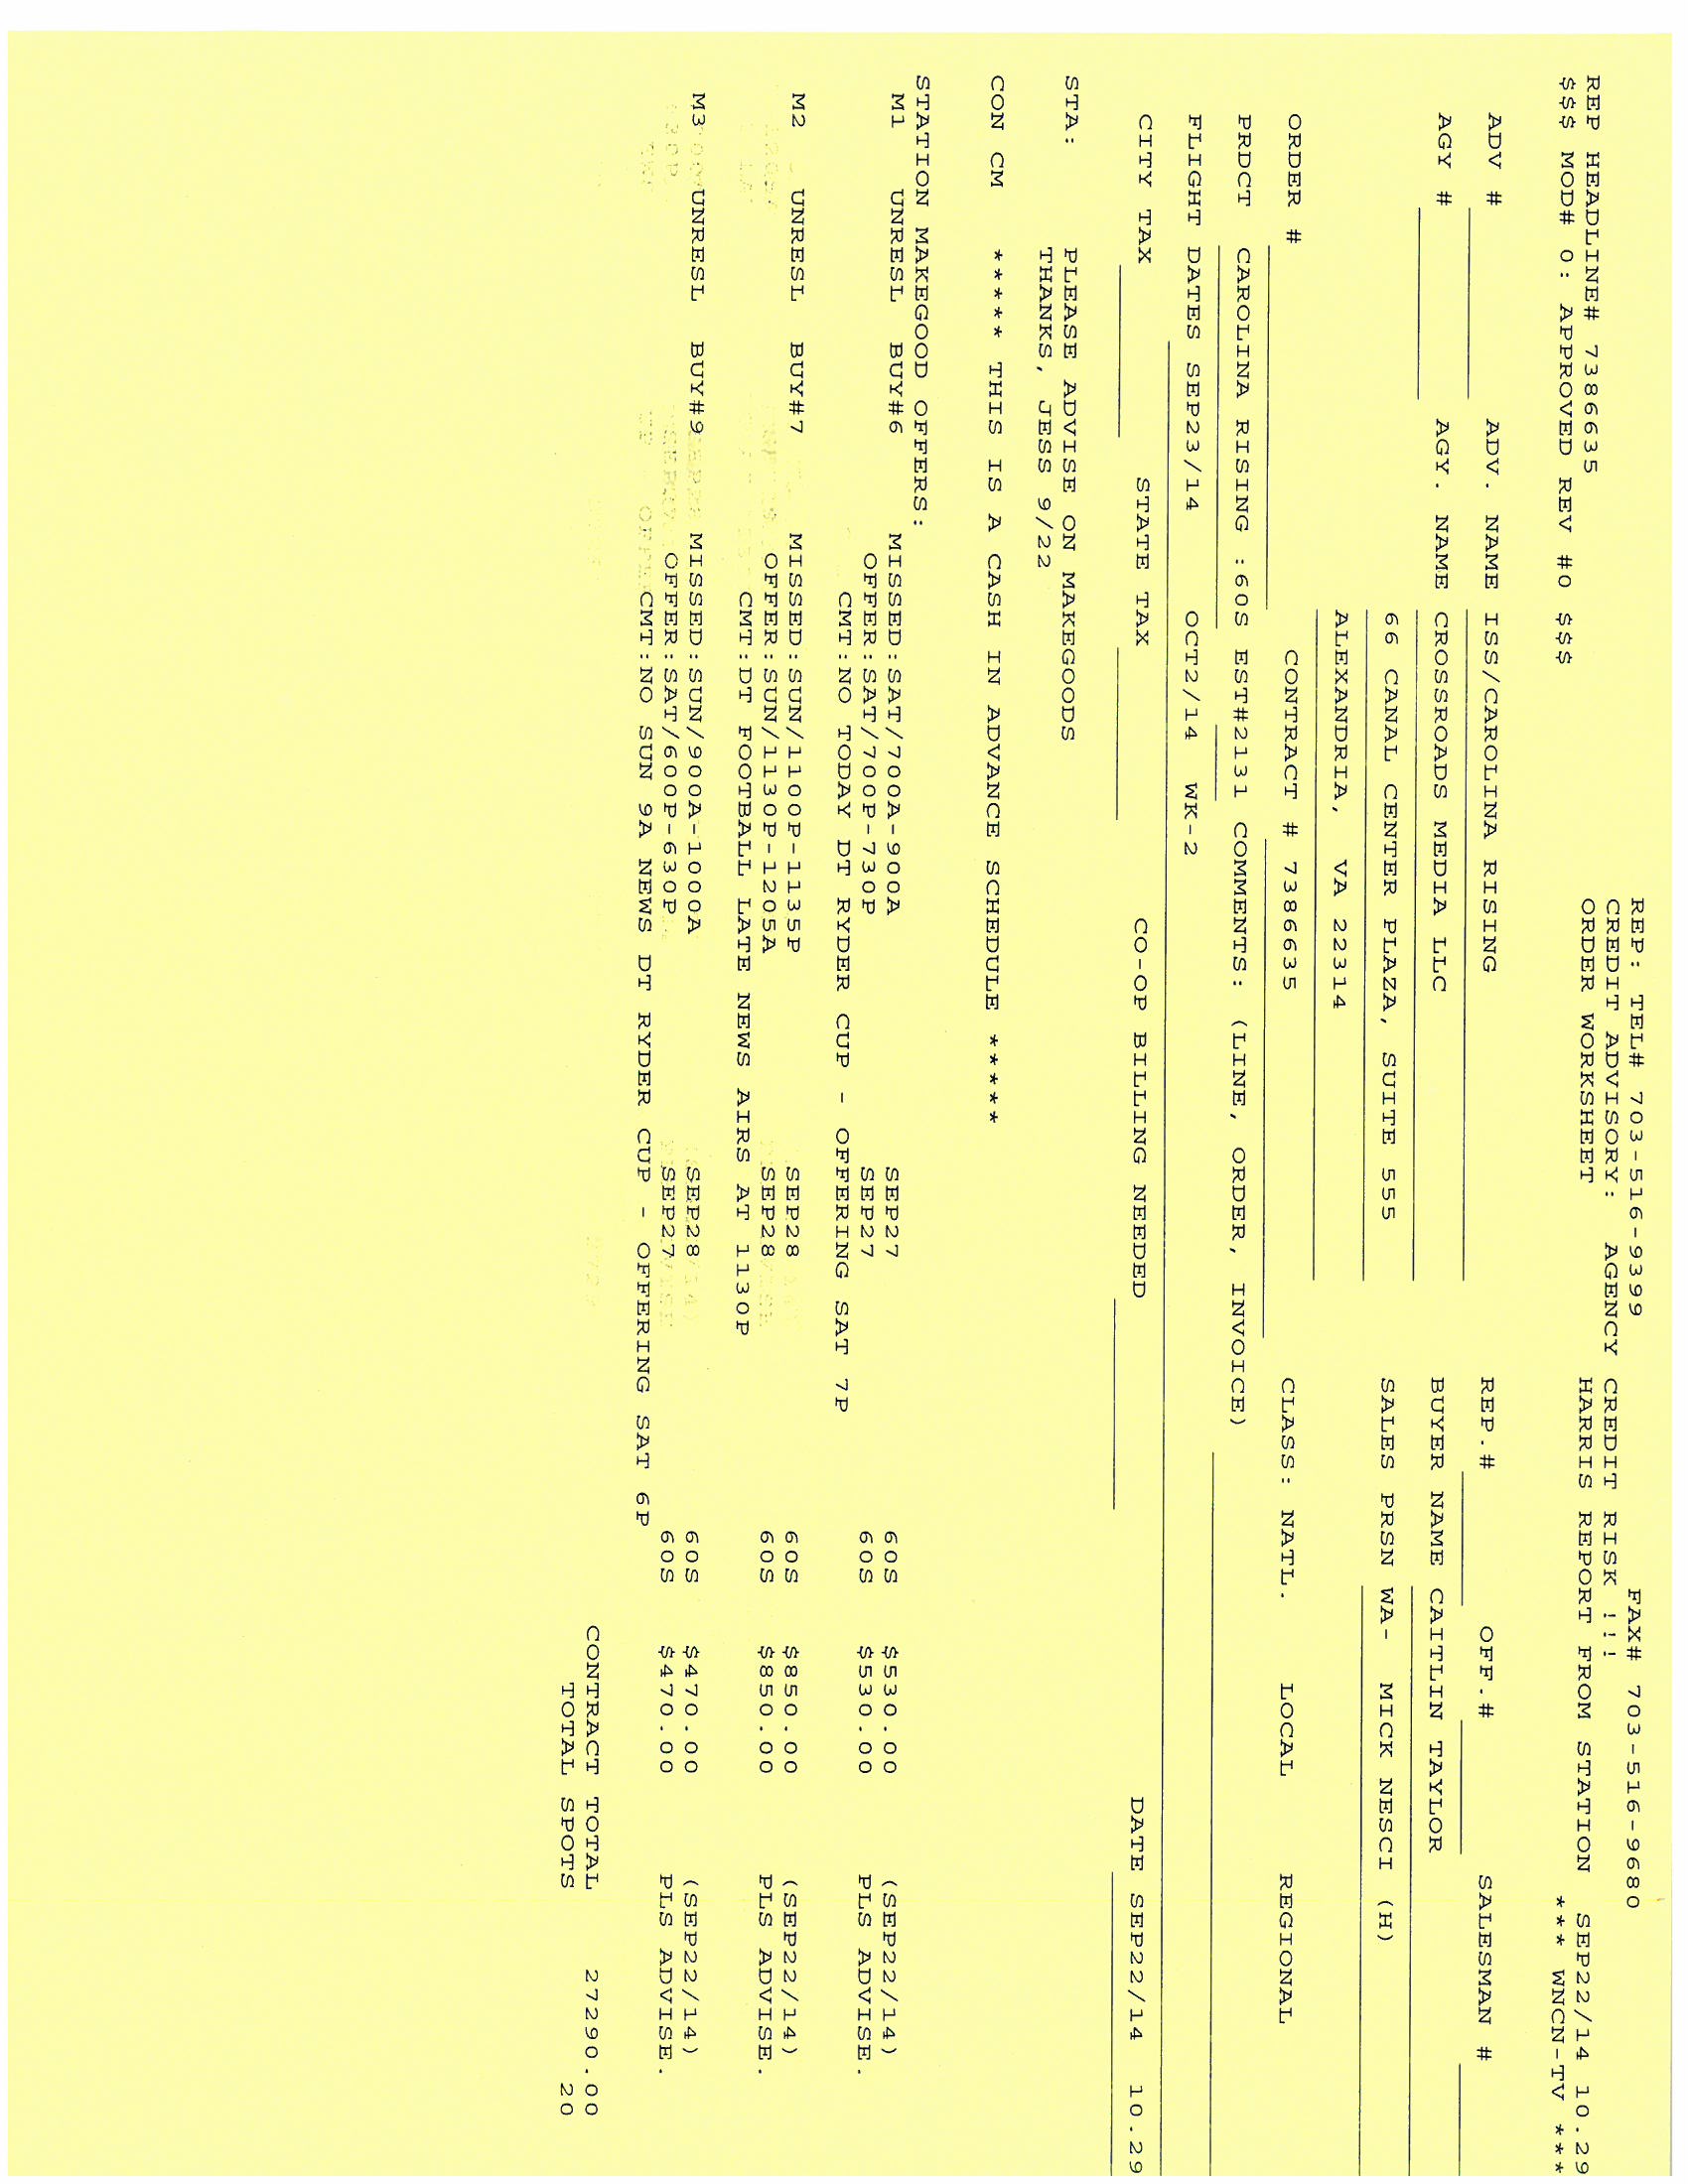 REP: TEL# 703-516-9399 FAX# 703-516-9680
CREDIT ADVISORY: AGENCY CREDIT RISK !!!
REP HEADLINE# 7386635 ORDER WORKSHEET HARRIS REPORT FROM STATION SEP22/14 10.29
$$$ MOD# 0: APPROVED REV #0 $$$ *** WNCN-TV ***
ADV # ADV. NAME ISS/CAROLINA RISING REP.# OFF.# SALESMAN #
AGY # AGY. NAME CROSSROADS MEDIA LLC BUYER NAME CAITLIN TAYLOR
66 CANAL CENTER PLAZA, SUITE 555 SALES PRSN WA- MICK NESCI (H)
ALEXANDRIA, VA 22314
ORDER # CONTRACT # 7386635 CLASS: NATL. LOCAL REGIONAL
PRDCT CAROLINA RISING :60S EST#2131 COMMENTS: (LINE, ORDER, INVOICE)
FLIGHT DATES SEP23/14 OCT2/14 WK-2
CITY TAX STATE TAX CO-OP BILLING NEEDED DATE SEP22/14 10.29
STA: PLEASE ADVISE ON MAKEGOODS
THANKS, JESS 9/22
CON CM ***** THIS IS A CASH IN ADVANCE SCHEDULE *****
STATION MAKEGOOD OFFERS:
M1 UNRESL BUY#6 MISSED:SAT/700A-900A SEP27 60S $530.00 (SEP22/14)
OFFER:SAT/700P-730P SEP27 60S $530.00 PLS ADVISE.
CMT:NO TODAY DT RYDER CUP - OFFERING SAT 7P
M2 UNRESL BUY#7 MISSED:SUN/1100P-1135P SEP28 60S $850.00 (SEP22/14)
OFFER:SUN/1130P-1205A SEP28 60S $850.00 PLS ADVISE.
CMT:DT FOOTBALL LATE NEWS AIRS AT 1130P
M3 UNRESL BUY#9 MISSED:SUN/900A-1000A SEP28 60S $470.00 (SEP22/14)
OFFER:SAT/600P-630P SEP27 60S $470.00 PLS ADVISE.
CMT:NO SUN 9A NEWS DT RYDER CUP - OFFERING SAT 6P
CONTRACT TOTAL 27290.00
TOTAL SPOTS 20